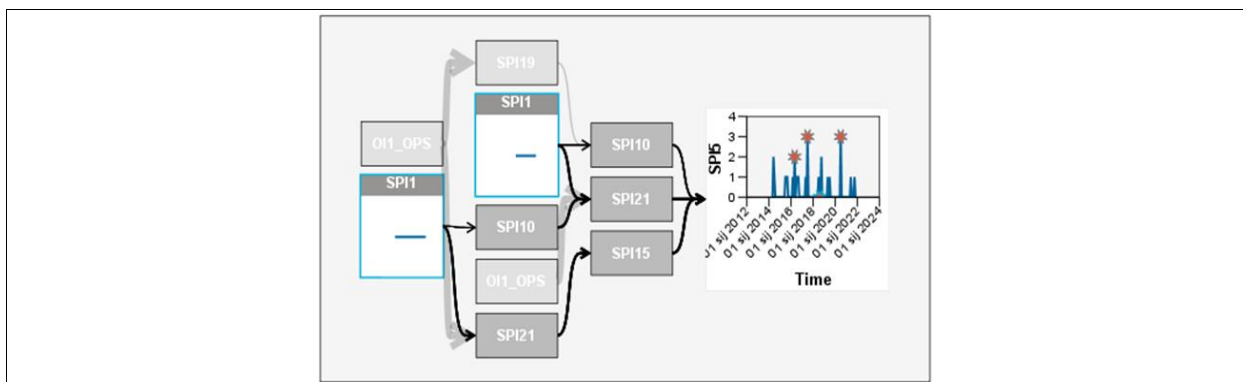 SPI19
SPI1
OI1_OPS
SPI1
SPI10
SPI10
SPI21
OI1_OPS
SPI15
SPI21
SPI5
4
3
2
1
0
01 sij 2012
01 sij 2014
01 sij 2016
01 sij 2018
01 sij 2020
01 sij 2022
01 sij 2024
Time